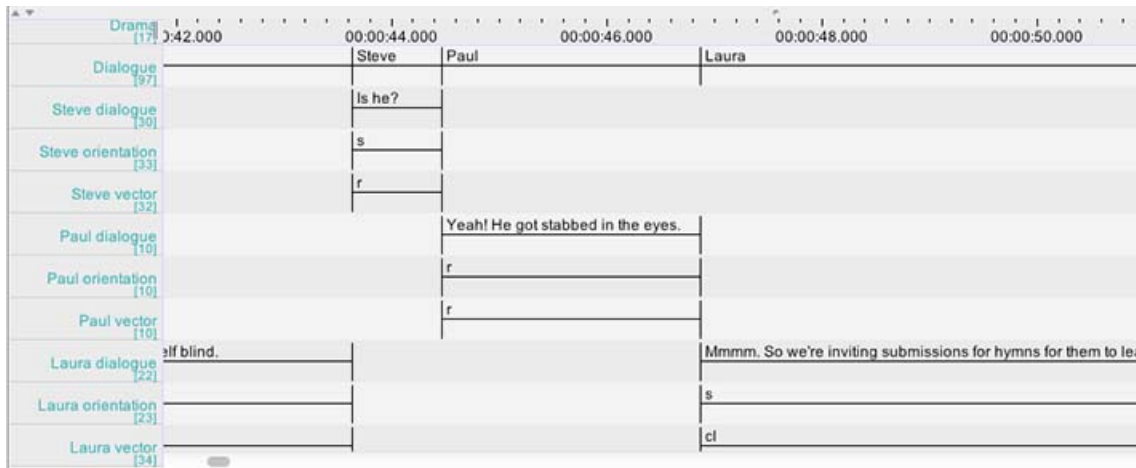 Drama
[17]
0:42.000 00:00:44.000 00:00:46.000 00:00:48.000 00:00:50.000
Dialogue
[97]
Steve Paul Laura
Steve dialogue
[30]
Is he?
Steve orientation
[33]
s
Steve vector
[32]
r
Paul dialogue
[10]
Yeah! He got stabbed in the eyes.
Paul orientation
[10]
r
Paul vector
[10]
r
Laura dialogue
[22]
elf blind. Mmmm. So we're inviting submissions for hymns for them to lea
Laura orientation
[23]
s
Laura vector
[34]
cl